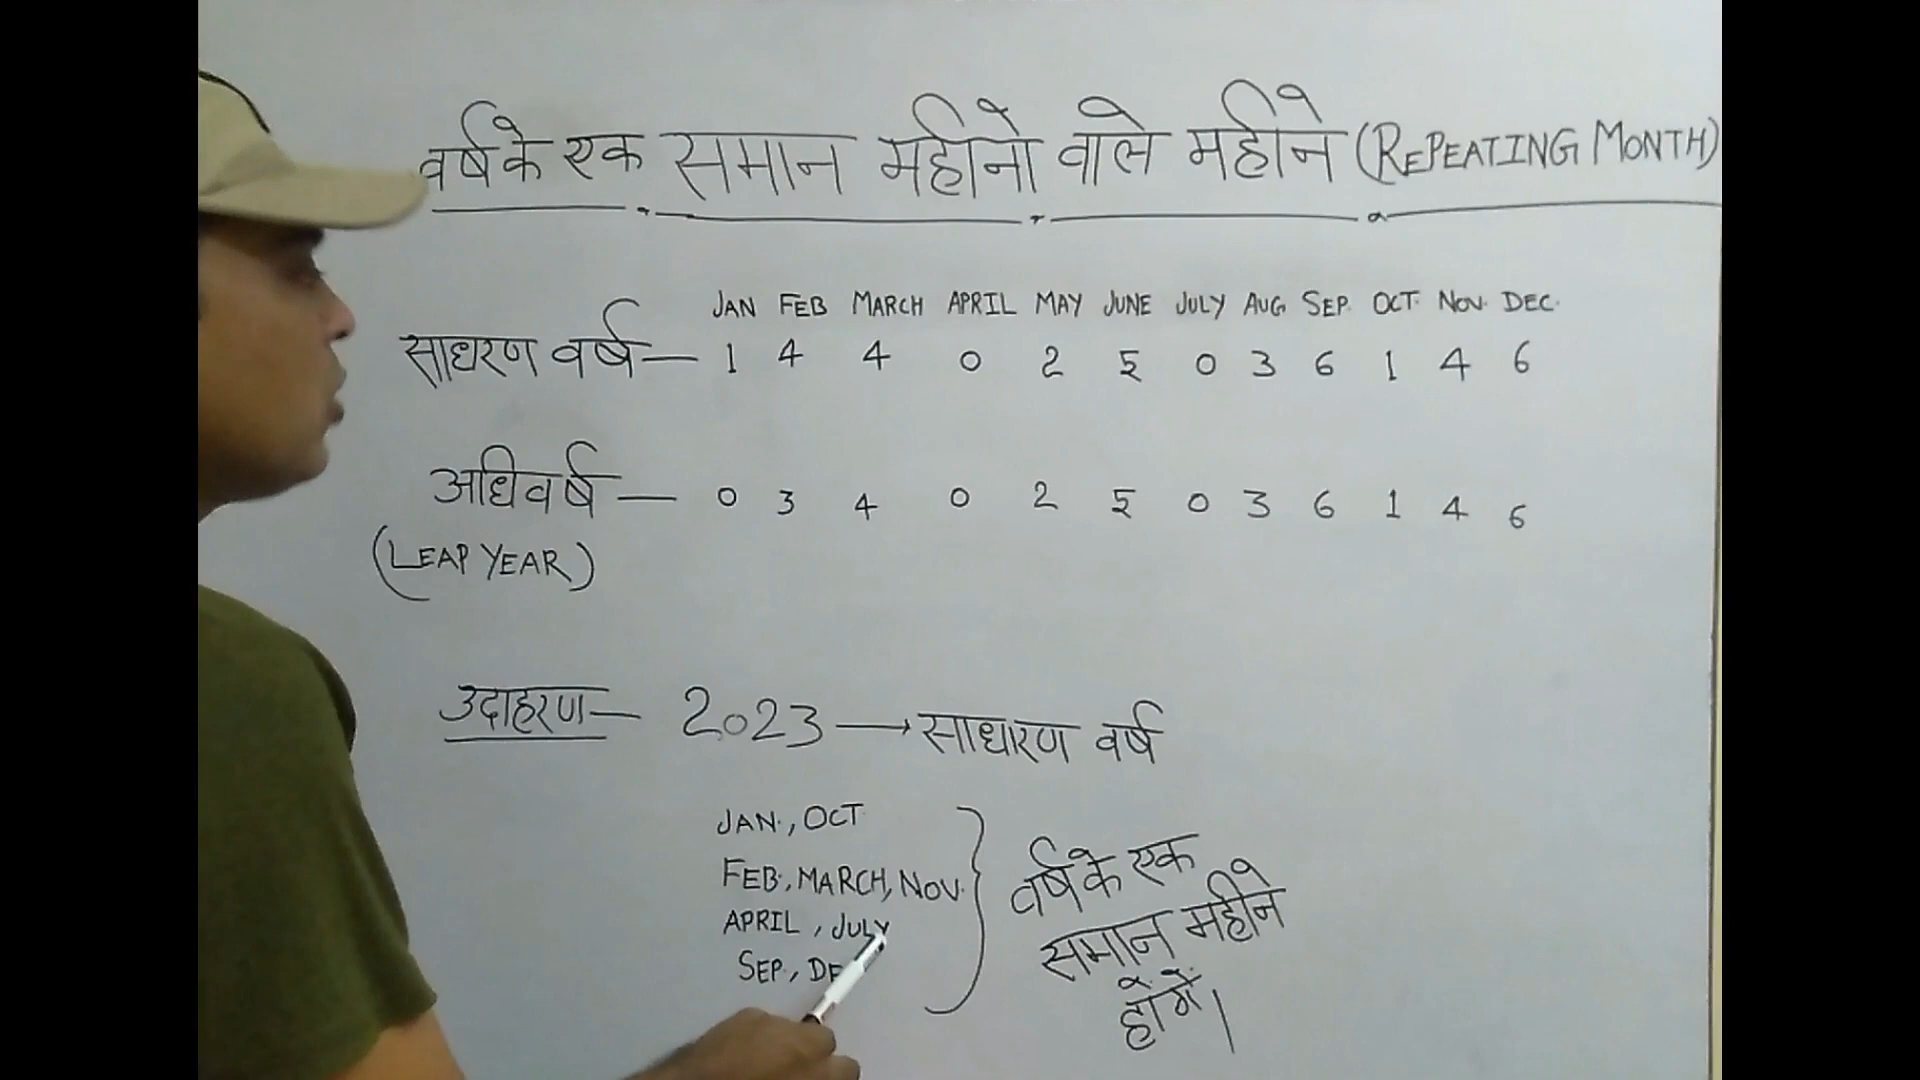 वर्ष के एक समान महीनो वाले महीने (REPEATING MONTH)
JAN FEB MARCH APRIL MAY JUNE JULY AUG SEP. OCT. NOV. DEC.
साधरण वर्ष — 1 4 4 0 2 5 0 3 6 1 4 6
अधिवर्ष — 0 3 4 0 2 5 0 3 6 1 4 6
(LEAP YEAR)
उदाहरण — 2023 → साधारण वर्ष
JAN., OCT
FEB., MARCH, NOV.
APRIL, JULY
SEP., DE
वर्ष के एक
समान महीने
होंगें।